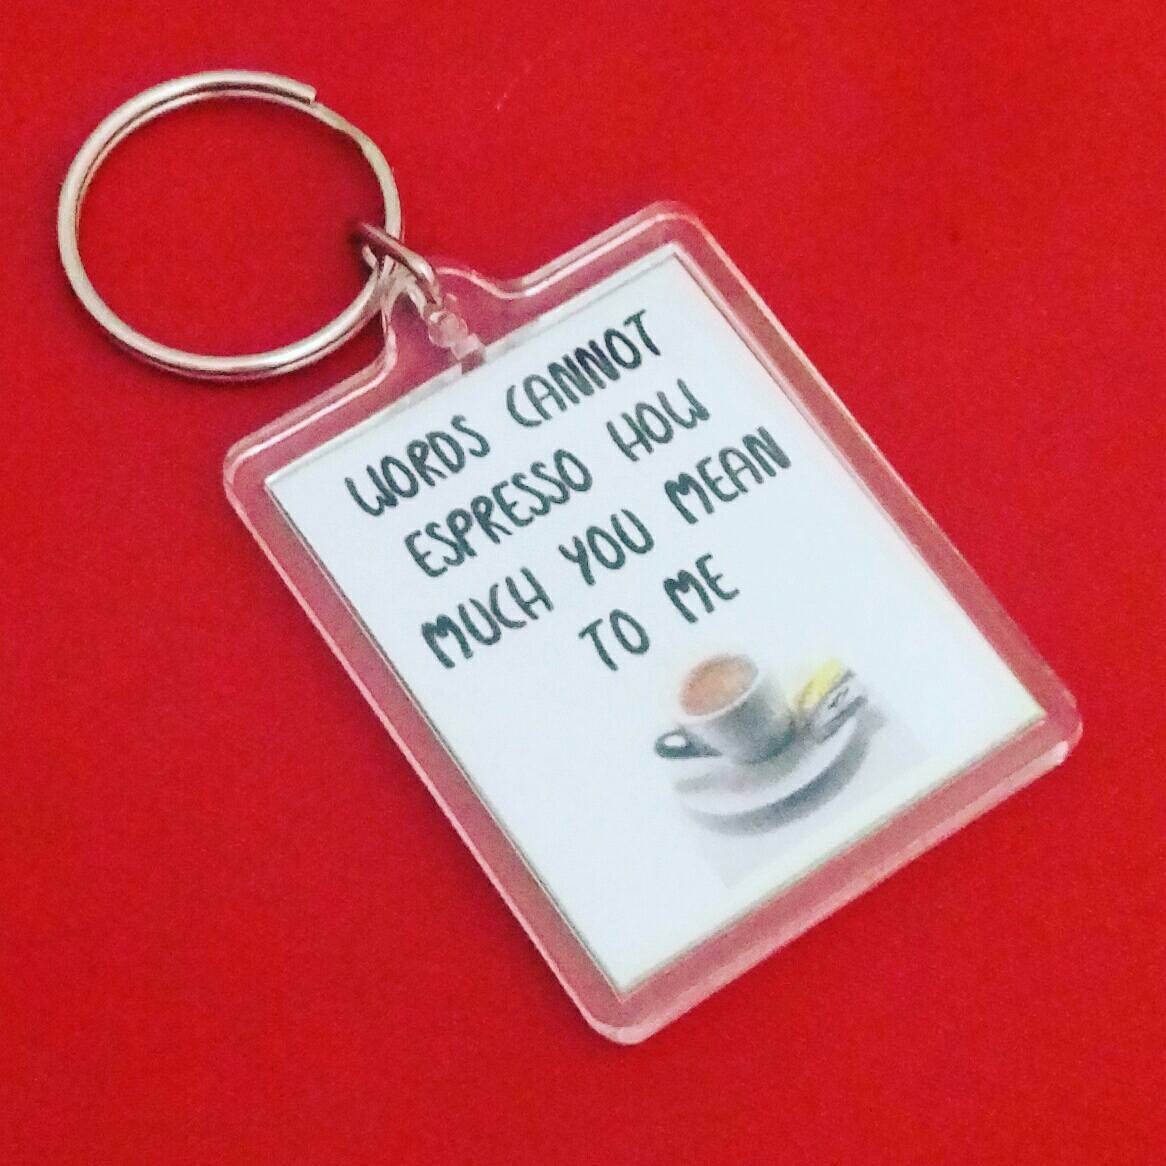 WORDS CANNOT
ESPRESSO HOW
MUCH YOU MEAN
TO ME